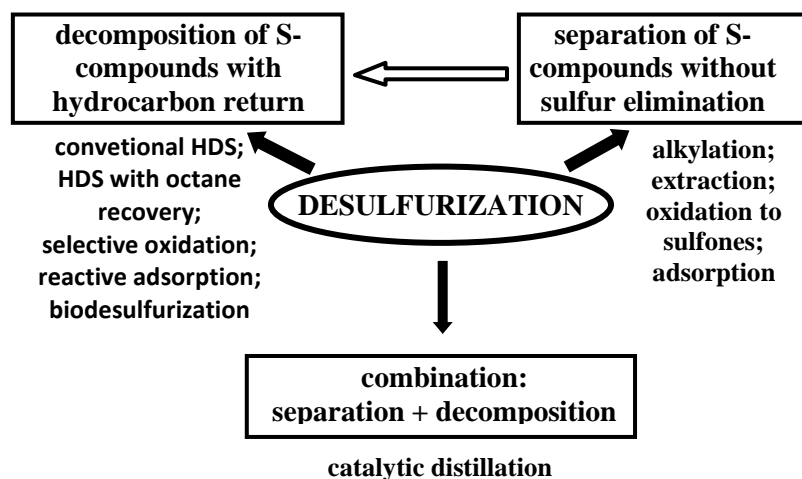 decomposition of S-
compounds with
hydrocarbon return
separation of S-
compounds without
sulfur elimination
convetional HDS;
HDS with octane
recovery;
selective oxidation;
reactive adsorption;
biodesulfurization
DESULFURIZATION
alkylation;
extraction;
oxidation to
sulfones;
adsorption
combination:
separation + decomposition
catalytic distillation